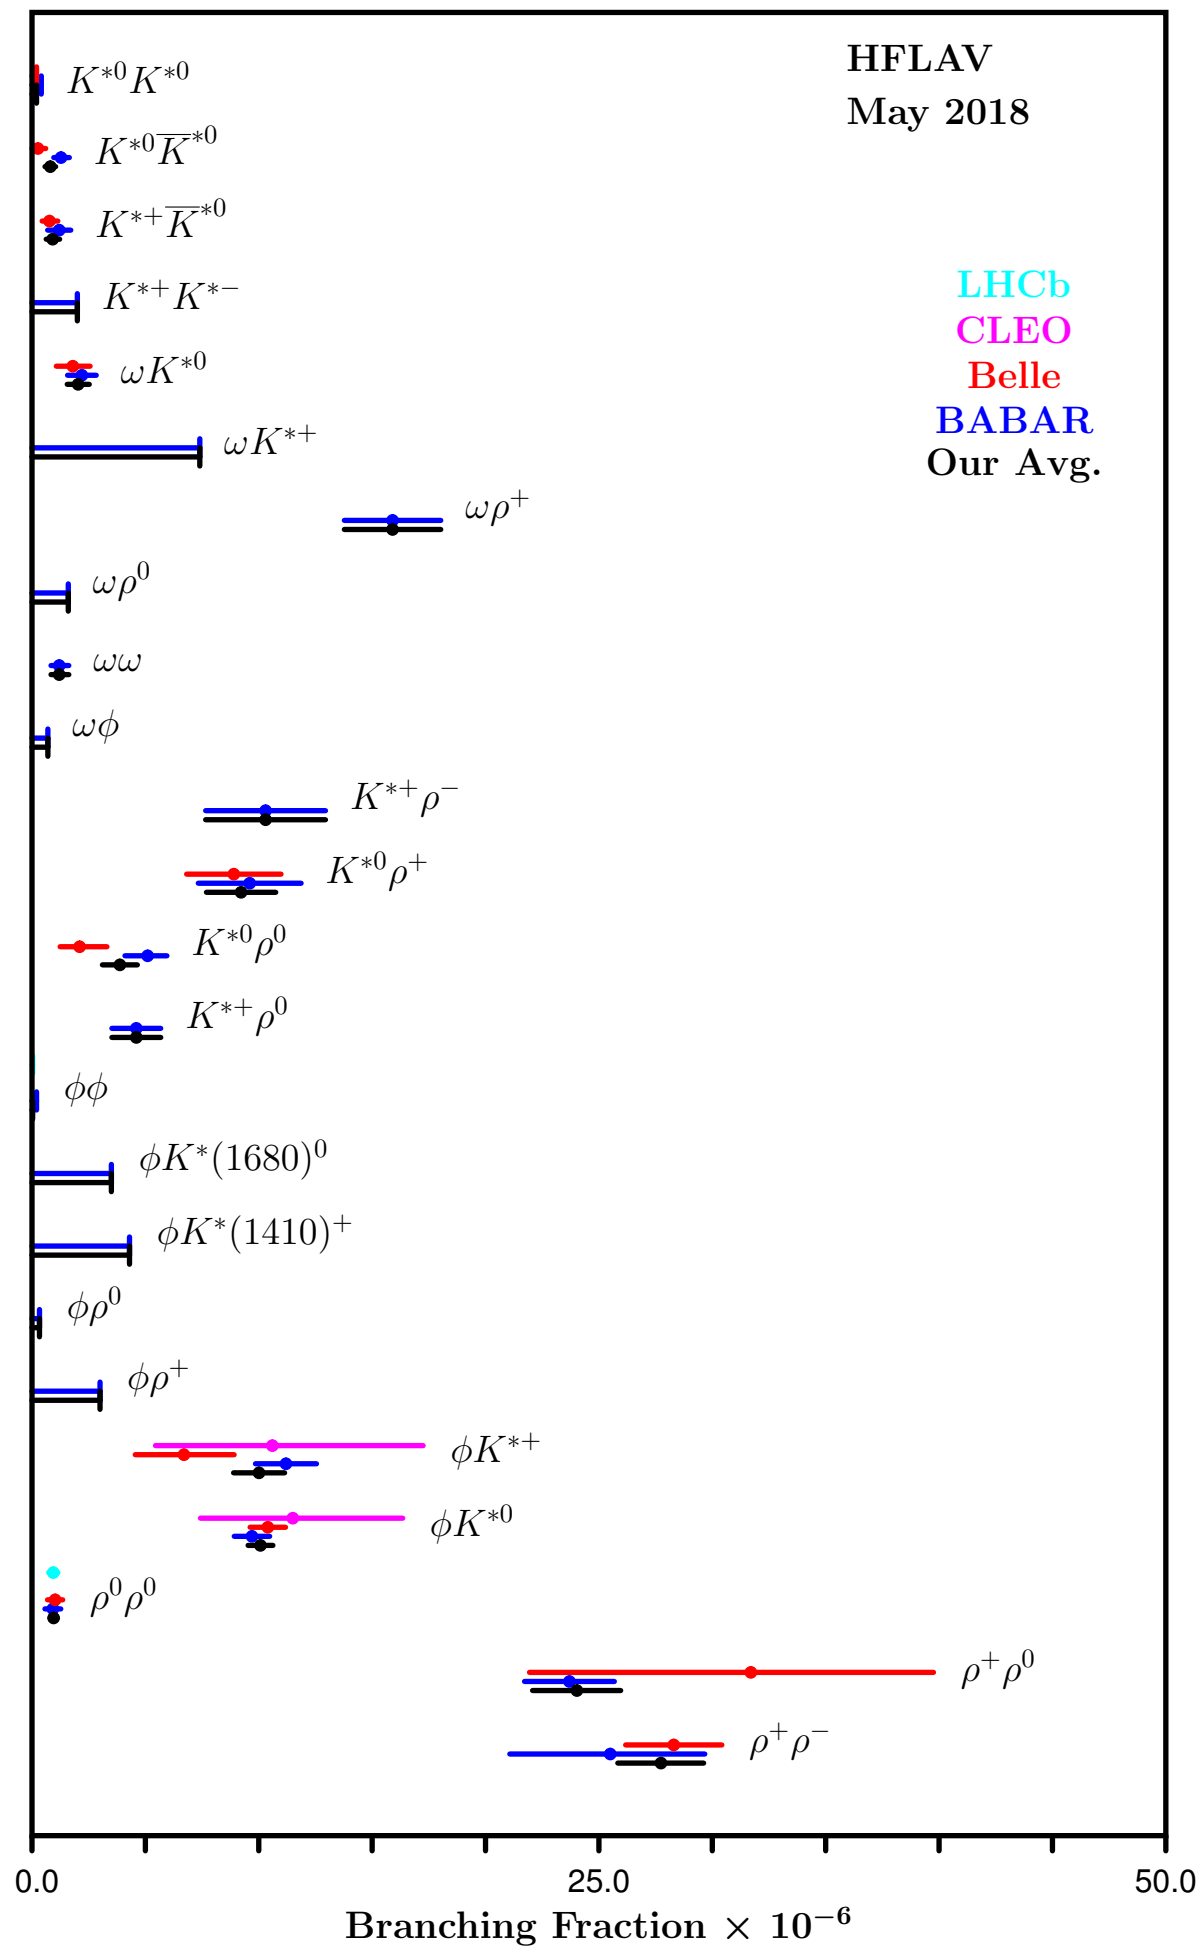 HFLAV
May 2018
K*⁰K*⁰
K*⁰K̅*⁰
K*⁺K̅*⁰
K*⁺K*⁻
LHCb
CLEO
Belle
BABAR
Our Avg.
ωK*⁰
ωK*⁺
ωρ⁺
ωρ⁰
ωω
ωϕ
K*⁺ρ⁻
K*⁰ρ⁺
K*⁰ρ⁰
K*⁺ρ⁰
ϕϕ
ϕK*(1680)⁰
ϕK*(1410)⁺
ϕρ⁰
ϕρ⁺
ϕK*⁺
ϕK*⁰
ρ⁰ρ⁰
ρ⁺ρ⁰
ρ⁺ρ⁻
0.0 25.0 50.0
Branching Fraction × 10⁻⁶